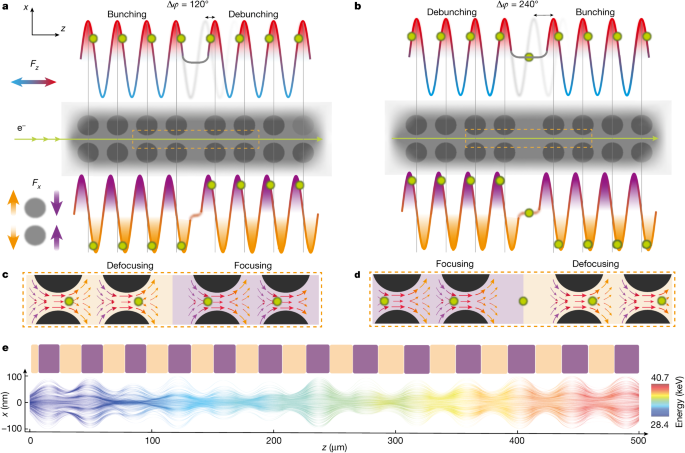 a
x
z
Bunching
Δφ = 120°
Debunching
F_z
e⁻
F_x
b
Δφ = 240°
Debunching
Bunching
c
Defocusing
Focusing
d
Focusing
Defocusing
e
x (nm)
100
0
−100
0
100
200
300
400
500
z (μm)
40.7
28.4
Energy (keV)